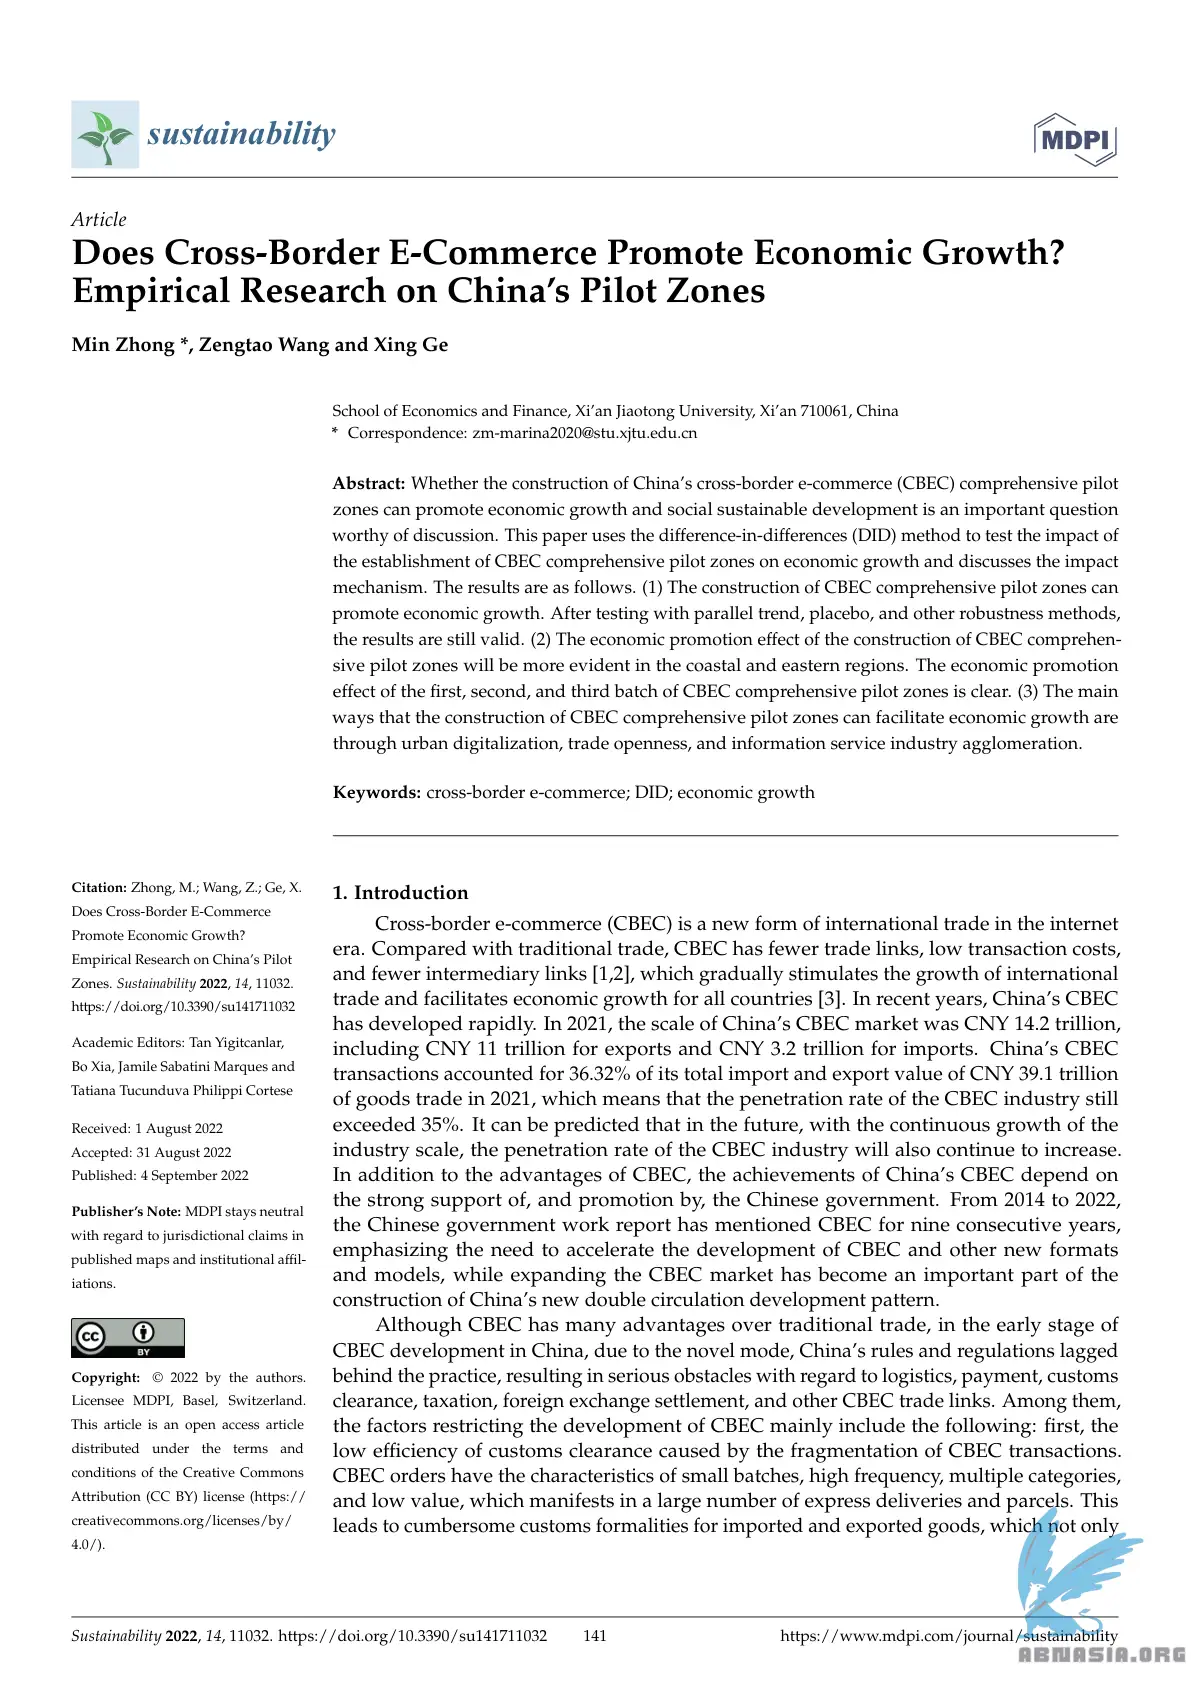 sustainability
MDPI
Article
Does Cross-Border E-Commerce Promote Economic Growth?
Empirical Research on China's Pilot Zones
Min Zhong *, Zengtao Wang and Xing Ge
School of Economics and Finance, Xi'an Jiaotong University, Xi'an 710061, China
* Correspondence: zm-marina2020@stu.xjtu.edu.cn
Abstract: Whether the construction of China's cross-border e-commerce (CBEC) comprehensive pilot
zones can promote economic growth and social sustainable development is an important question
worthy of discussion. This paper uses the difference-in-differences (DID) method to test the impact of
the establishment of CBEC comprehensive pilot zones on economic growth and discusses the impact
mechanism. The results are as follows. (1) The construction of CBEC comprehensive pilot zones can
promote economic growth. After testing with parallel trend, placebo, and other robustness methods,
the results are still valid. (2) The economic promotion effect of the construction of CBEC comprehen-
sive pilot zones will be more evident in the coastal and eastern regions. The economic promotion
effect of the first, second, and third batch of CBEC comprehensive pilot zones is clear. (3) The main
ways that the construction of CBEC comprehensive pilot zones can facilitate economic growth are
through urban digitalization, trade openness, and information service industry agglomeration.
Keywords: cross-border e-commerce; DID; economic growth
Citation: Zhong, M.; Wang, Z.; Ge, X.
Does Cross-Border E-Commerce
Promote Economic Growth?
Empirical Research on China's Pilot
Zones. Sustainability 2022, 14, 11032.
https://doi.org/10.3390/su141711032
Academic Editors: Tan Yigitcanlar,
Bo Xia, Jamile Sabatini Marques and
Tatiana Tucunduva Philippi Cortese
Received: 1 August 2022
Accepted: 31 August 2022
Published: 4 September 2022
Publisher's Note: MDPI stays neutral
with regard to jurisdictional claims in
published maps and institutional affil-
iations.
cc
BY
Copyright: © 2022 by the authors.
Licensee MDPI, Basel, Switzerland.
This article is an open access article
distributed under the terms and
conditions of the Creative Commons
Attribution (CC BY) license (https://
creativecommons.org/licenses/by/
4.0/).
1. Introduction
Cross-border e-commerce (CBEC) is a new form of international trade in the internet
era. Compared with traditional trade, CBEC has fewer trade links, low transaction costs,
and fewer intermediary links [1,2], which gradually stimulates the growth of international
trade and facilitates economic growth for all countries [3]. In recent years, China's CBEC
has developed rapidly. In 2021, the scale of China's CBEC market was CNY 14.2 trillion,
including CNY 11 trillion for exports and CNY 3.2 trillion for imports. China's CBEC
transactions accounted for 36.32% of its total import and export value of CNY 39.1 trillion
of goods trade in 2021, which means that the penetration rate of the CBEC industry still
exceeded 35%. It can be predicted that in the future, with the continuous growth of the
industry scale, the penetration rate of the CBEC industry will also continue to increase.
In addition to the advantages of CBEC, the achievements of China's CBEC depend on
the strong support of, and promotion by, the Chinese government. From 2014 to 2022,
the Chinese government work report has mentioned CBEC for nine consecutive years,
emphasizing the need to accelerate the development of CBEC and other new formats
and models, while expanding the CBEC market has become an important part of the
construction of China's new double circulation development pattern.
Although CBEC has many advantages over traditional trade, in the early stage of
CBEC development in China, due to the novel mode, China's rules and regulations lagged
behind the practice, resulting in serious obstacles with regard to logistics, payment, customs
clearance, taxation, foreign exchange settlement, and other CBEC trade links. Among them,
the factors restricting the development of CBEC mainly include the following: first, the
low efficiency of customs clearance caused by the fragmentation of CBEC transactions.
CBEC orders have the characteristics of small batches, high frequency, multiple categories,
and low value, which manifests in a large number of express deliveries and parcels. This
leads to cumbersome customs formalities for imported and exported goods, which not only
Sustainability 2022, 14, 11032. https://doi.org/10.3390/su141711032
141
https://www.mdpi.com/journal/sustainability
ABNASIA.ORG